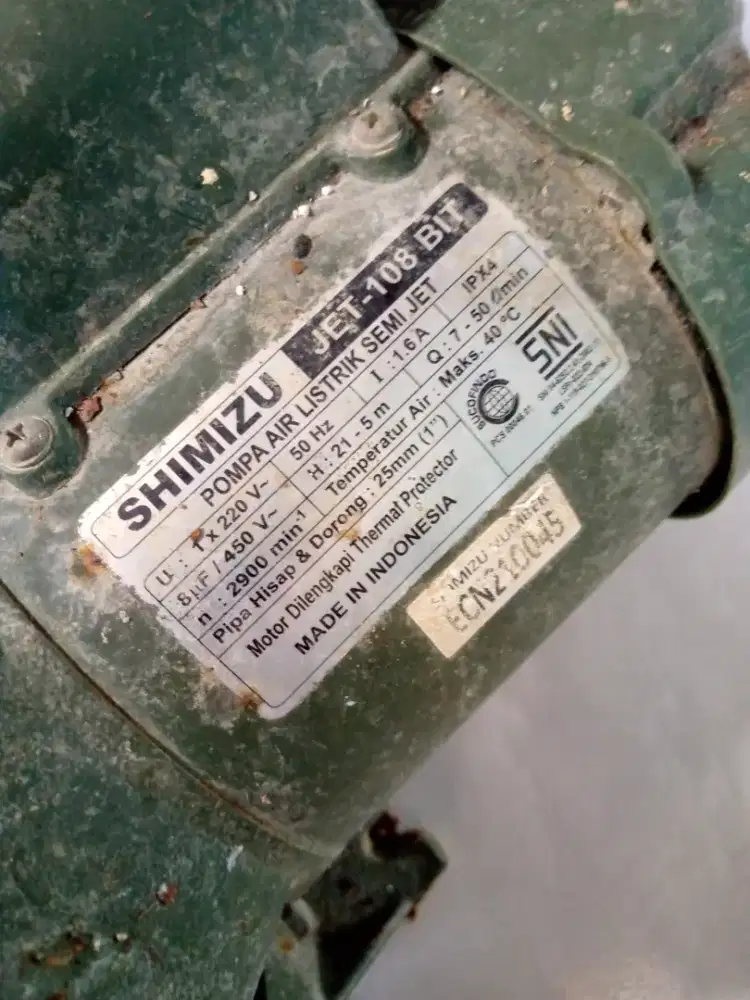 SHIMIZU JET-108 BIT
POMPA AIR LISTRIK SEMI JET
U : 1 x 220 V~ 50 Hz I : 1.6 A IPX4
8µF / 450 V~ H : 21 - 5 m Q : 7 - 50 ℓ/min
n : 2900 min⁻¹ Temperatur Air : Maks. 40 °C
Pipa Hisap & Dorong : 25mm (1")
Motor Dilengkapi Thermal Protector
MADE IN INDONESIA
SUCOFINDO
SNI
SHIMIZU NUMBER
ECN210045